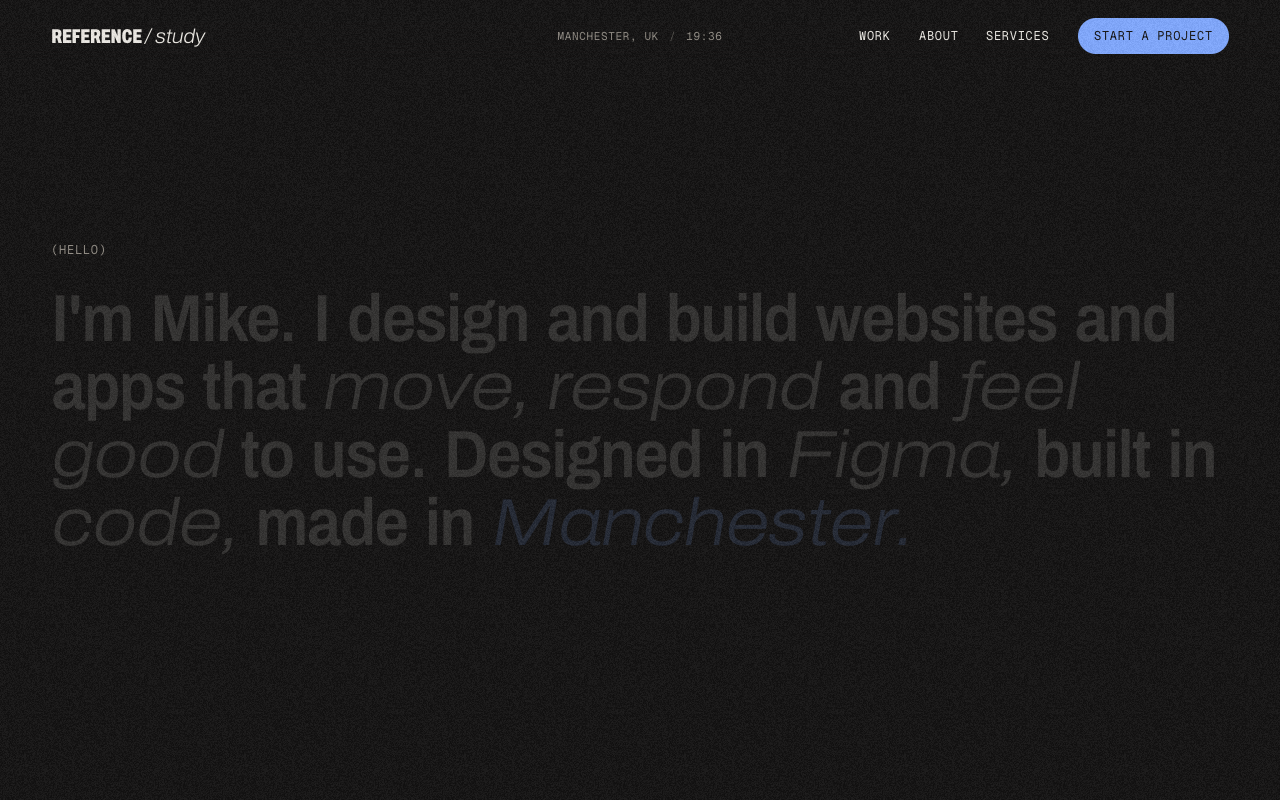 REFERENCE / study
MANCHESTER, UK / 19:36
WORK ABOUT SERVICES START A PROJECT
(HELLO)
I'm Mike. I design and build websites and
apps that move, respond and feel
good to use. Designed in Figma, built in
code, made in Manchester.